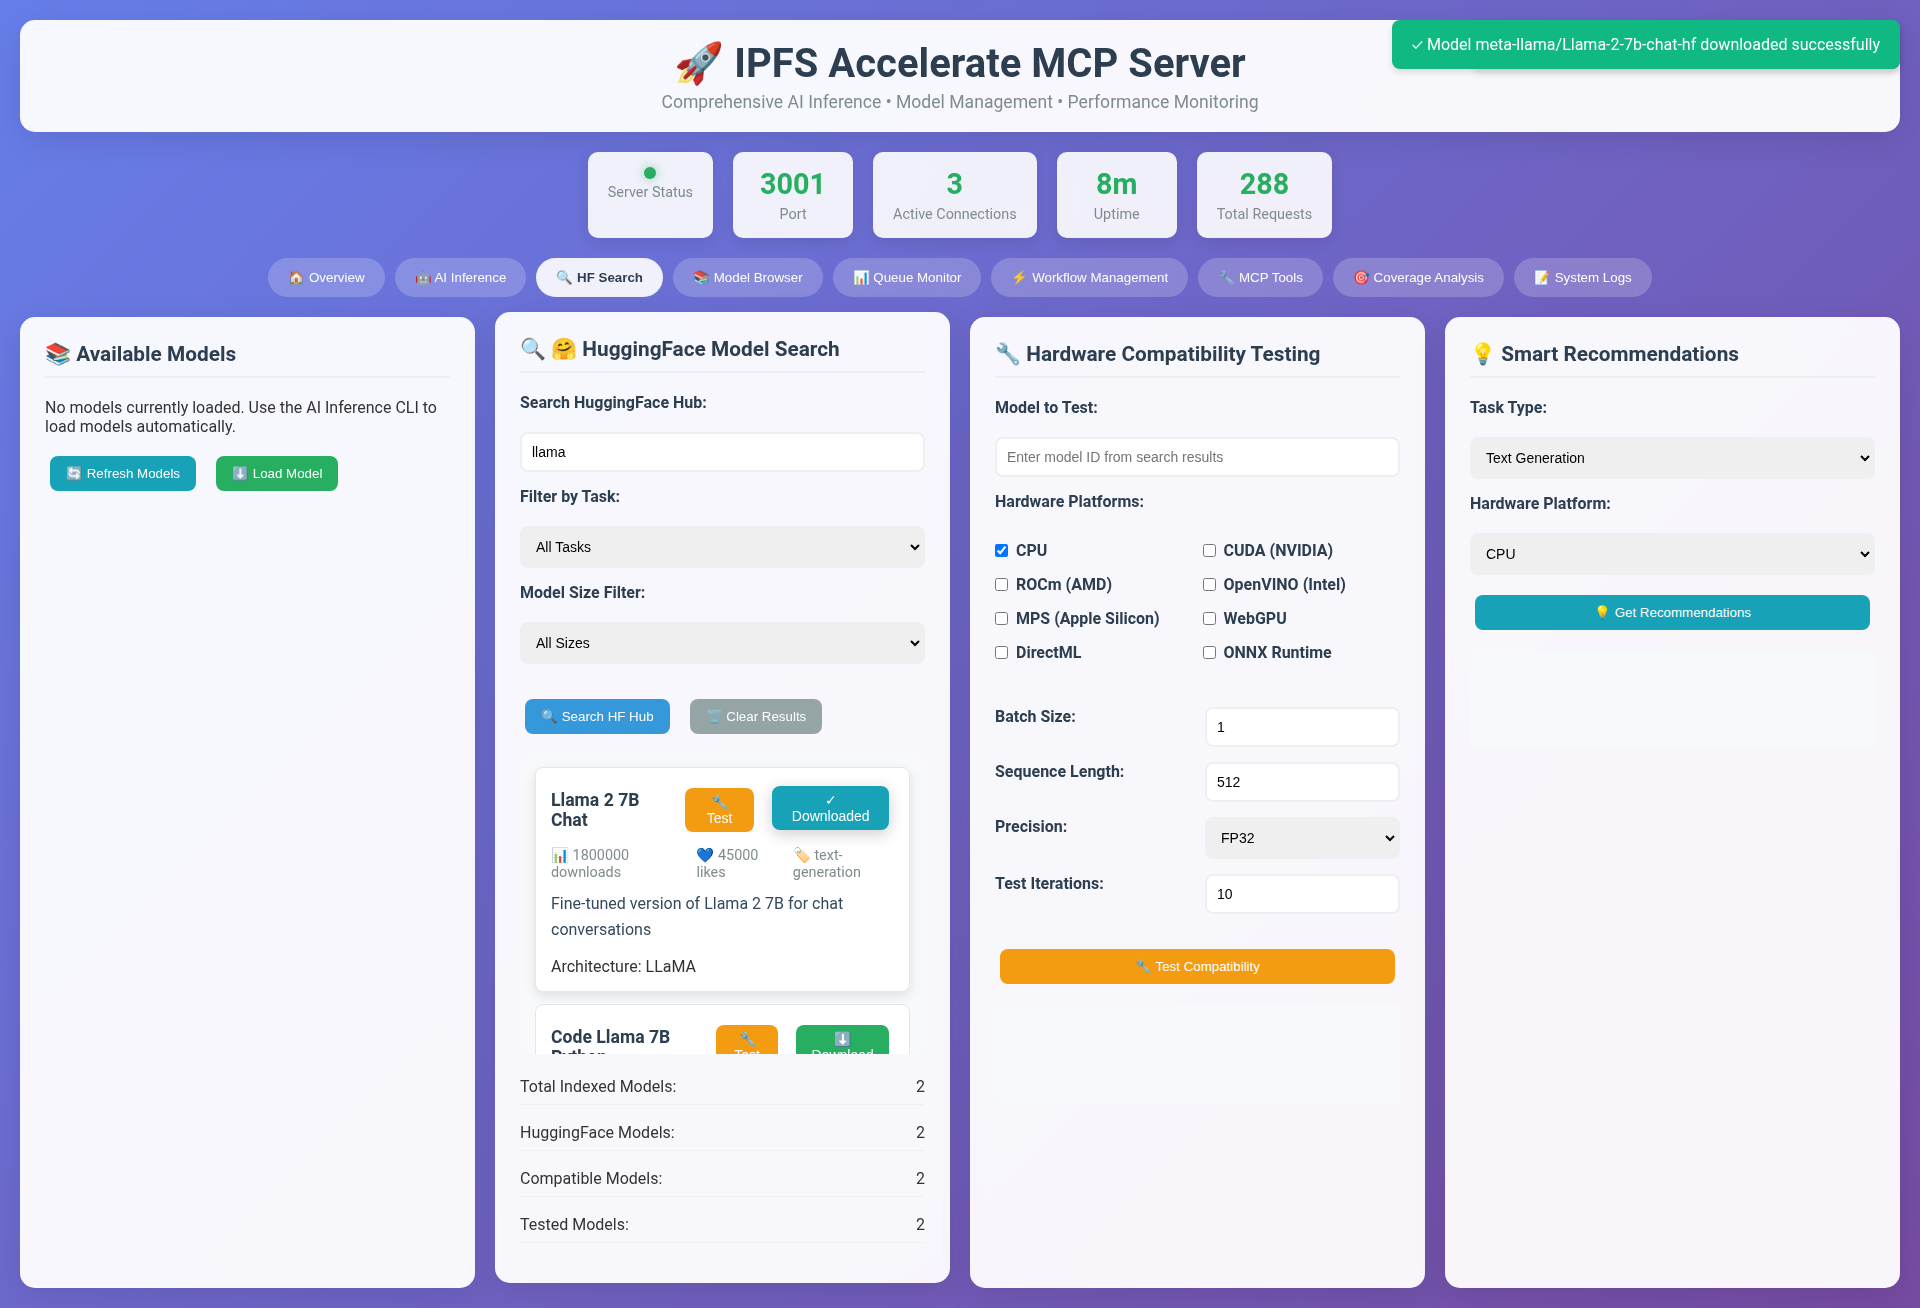 🚀 IPFS Accelerate MCP Server
Comprehensive AI Inference • Model Management • Performance Monitoring
✓ Model meta-llama/Llama-2-7b-chat-hf downloaded successfully
Server Status
3001
Port
3
Active Connections
8m
Uptime
288
Total Requests
🏠 Overview
🤖 AI Inference
🔍 HF Search
📚 Model Browser
📊 Queue Monitor
⚡ Workflow Management
🔧 MCP Tools
🎯 Coverage Analysis
📝 System Logs
📚 Available Models
No models currently loaded. Use the AI Inference CLI to
load models automatically.
🔄 Refresh Models
⬇️ Load Model
🔍 🤗 HuggingFace Model Search
Search HuggingFace Hub:
llama
Filter by Task:
All Tasks
Model Size Filter:
All Sizes
🔍 Search HF Hub
🗑️ Clear Results
Llama 2 7B
Chat
🔧
Test
✓
Downloaded
📊 1800000
downloads
💙 45000
likes
🏷️ text-
generation
Fine-tuned version of Llama 2 7B for chat
conversations
Architecture: LLaMA
Code Llama 7B
Python
🔧
Test
⬇️
Download
Total Indexed Models: 2
HuggingFace Models: 2
Compatible Models: 2
Tested Models: 2
🔧 Hardware Compatibility Testing
Model to Test:
Enter model ID from search results
Hardware Platforms:
CPU
CUDA (NVIDIA)
ROCm (AMD)
OpenVINO (Intel)
MPS (Apple Silicon)
WebGPU
DirectML
ONNX Runtime
Batch Size: 1
Sequence Length: 512
Precision: FP32
Test Iterations: 10
🔧 Test Compatibility
💡 Smart Recommendations
Task Type:
Text Generation
Hardware Platform:
CPU
💡 Get Recommendations